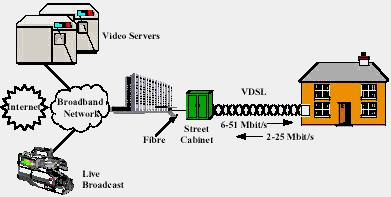 Video Servers
Internet
Broadband
Network
Fibre
Street
Cabinet
VDSL
6-51 Mbit/s
2-25 Mbit/s
Live
Broadcast